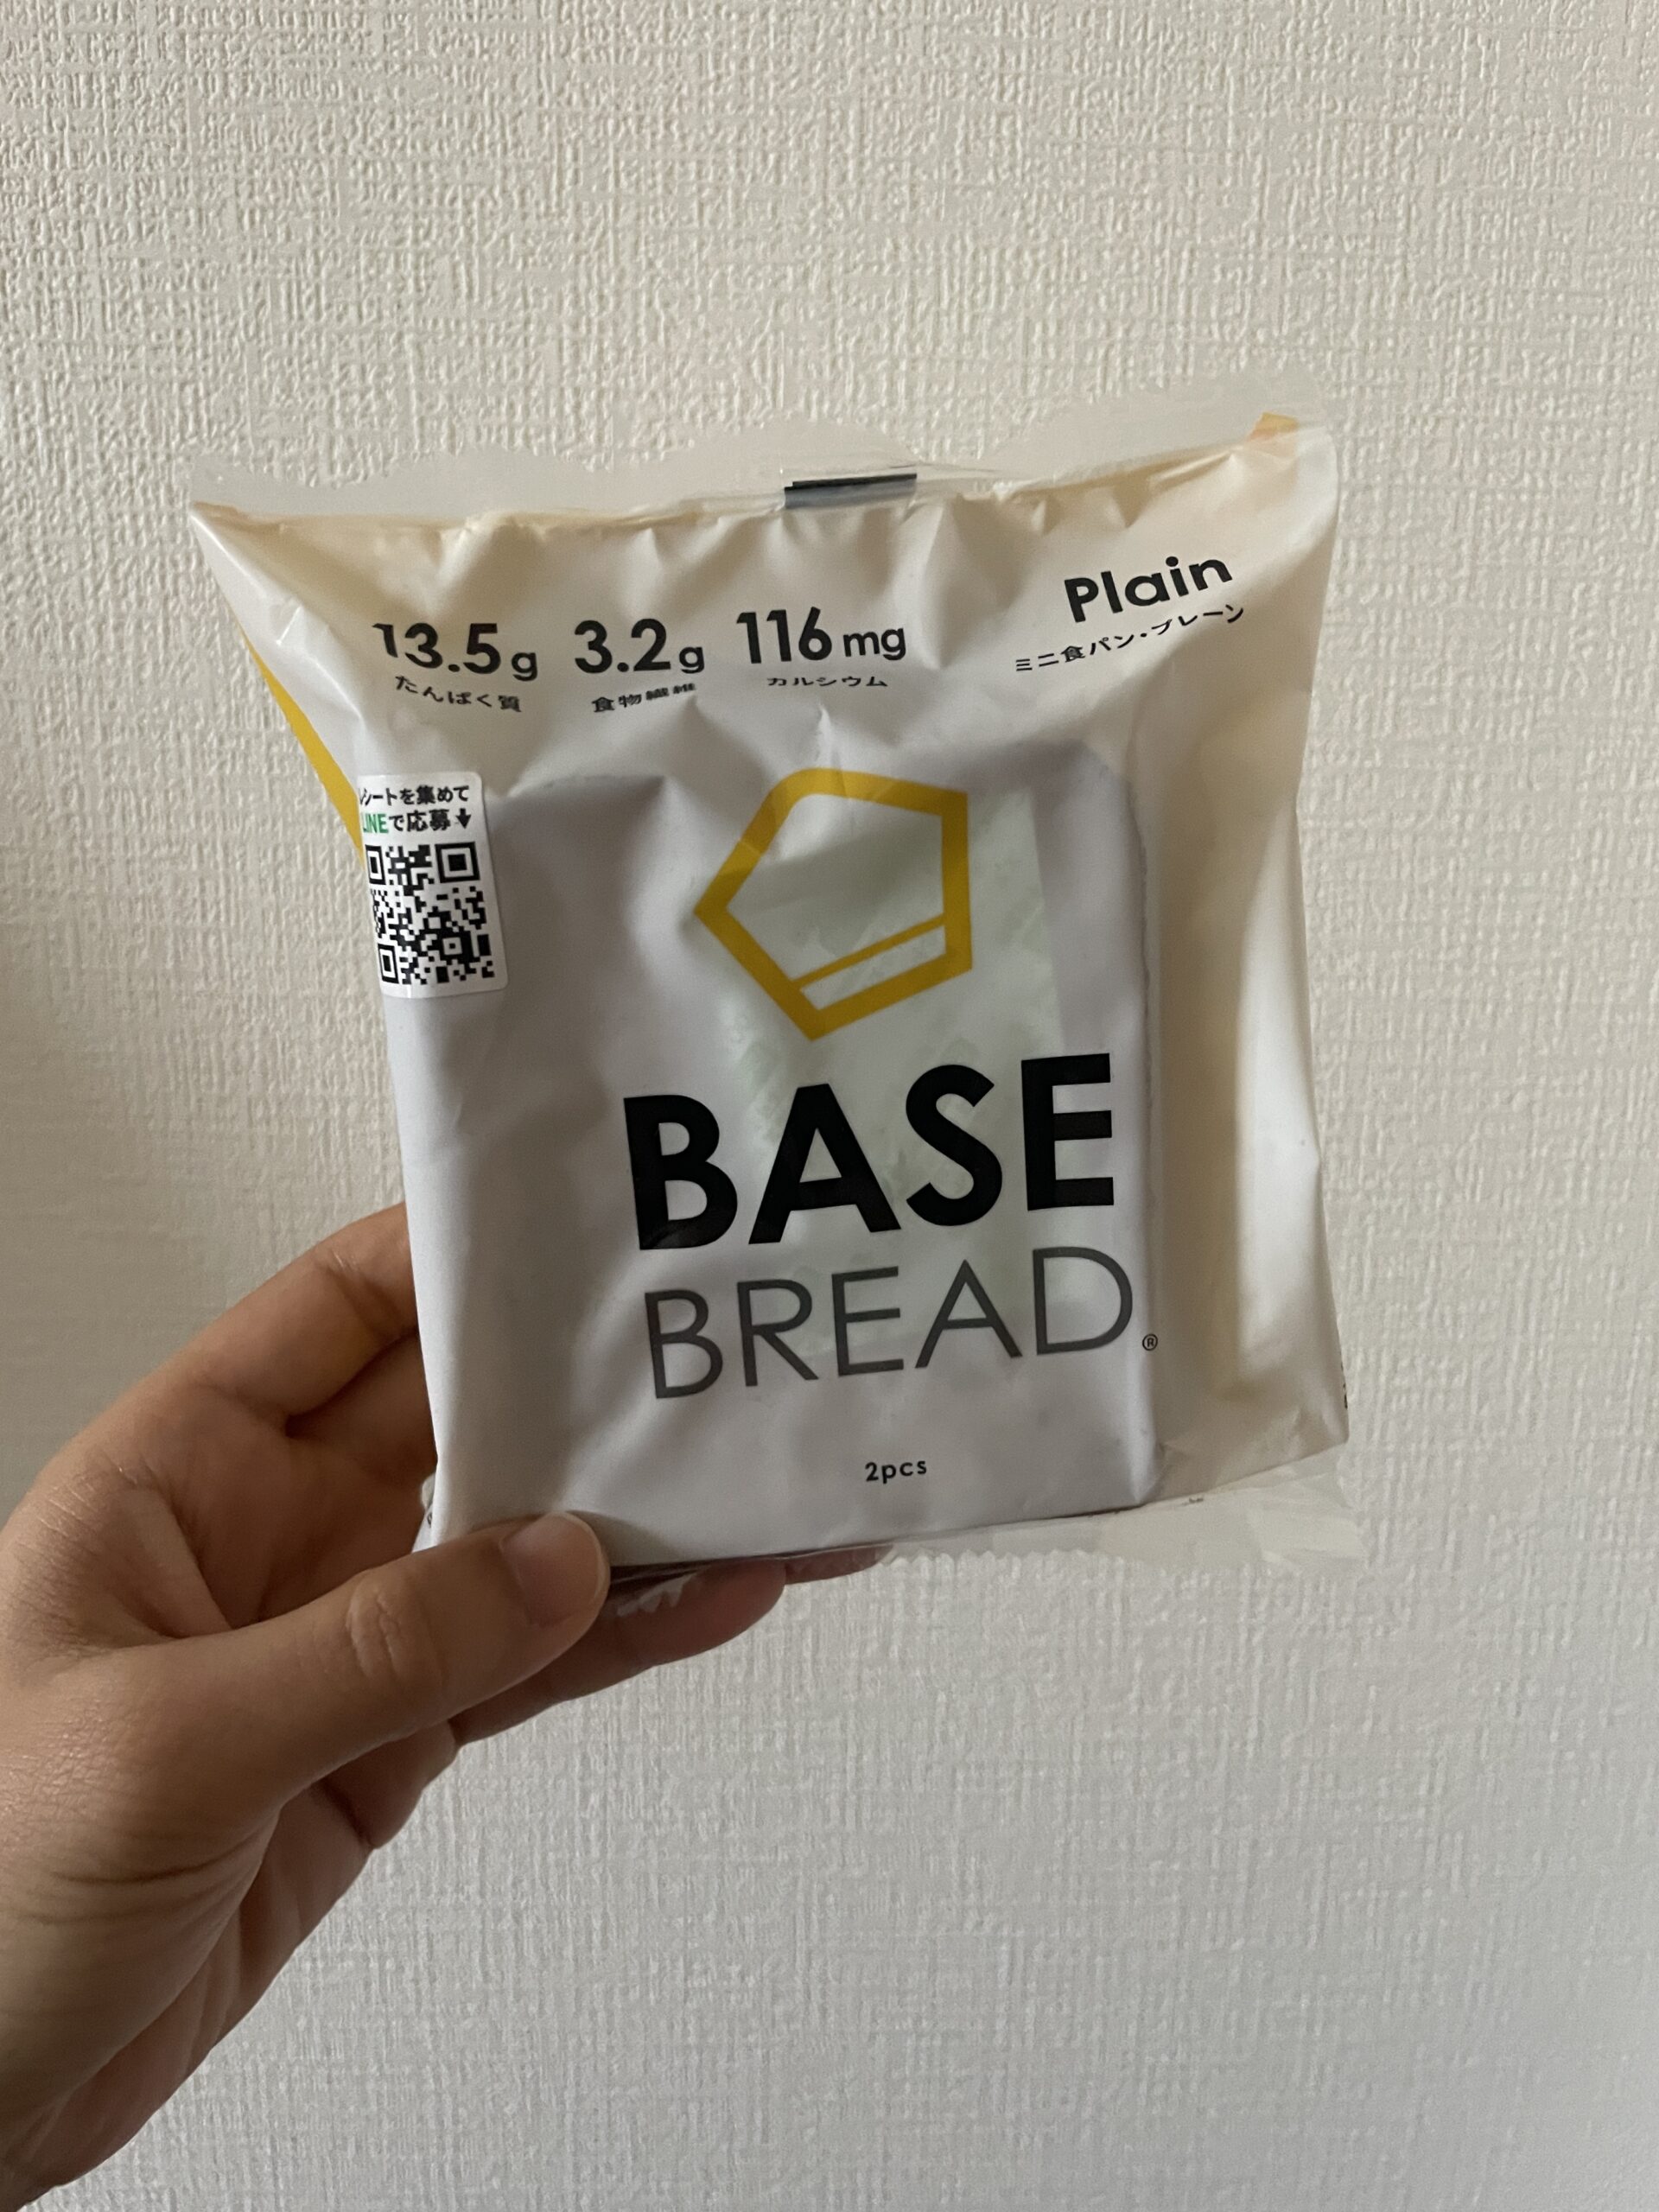 13.5g 3.2g 116mg
たんぱく質 食物繊維 カルシウム
Plain
ミニ食パン・プレーン
レシートを集めて
LINEで応募↓
BASE
BREAD®
2pcs